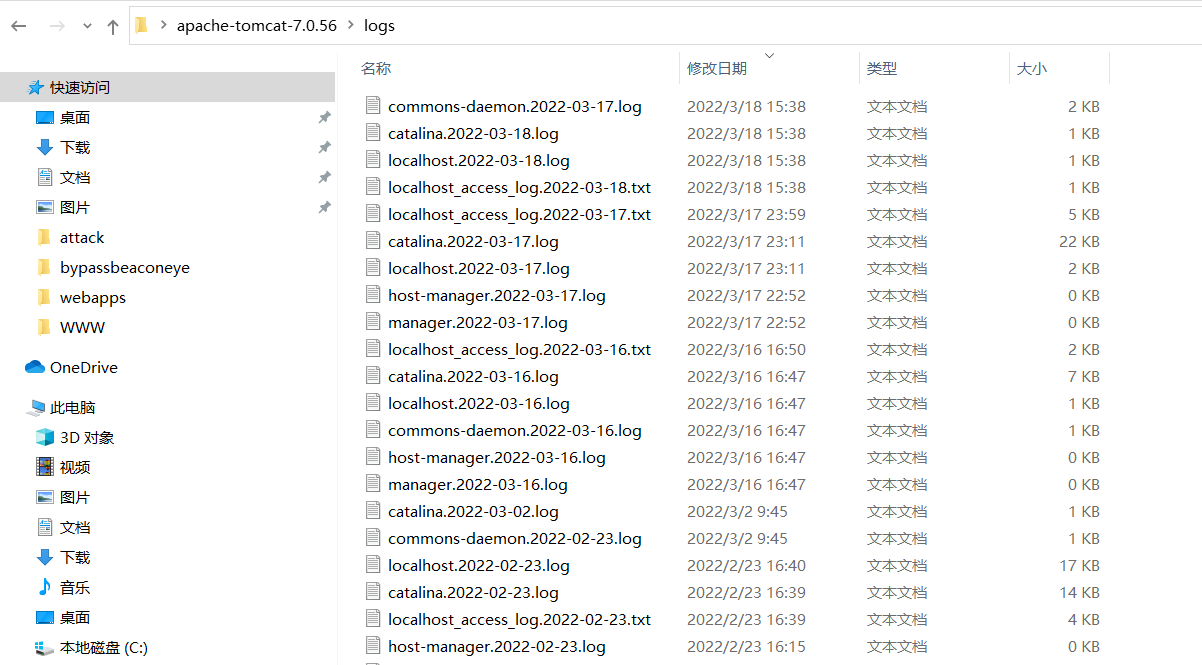 apache-tomcat-7.0.56 > logs
快速访问
桌面
下载
文档
图片
attack
bypassbeaconeye
webapps
WWW
OneDrive
此电脑
3D 对象
视频
图片
文档
下载
音乐
桌面
本地磁盘 (C:)
名称 修改日期 类型 大小
commons-daemon.2022-03-17.log 2022/3/18 15:38 文本文档 2 KB
catalina.2022-03-18.log 2022/3/18 15:38 文本文档 1 KB
localhost.2022-03-18.log 2022/3/18 15:38 文本文档 1 KB
localhost_access_log.2022-03-18.txt 2022/3/18 15:38 文本文档 1 KB
localhost_access_log.2022-03-17.txt 2022/3/17 23:59 文本文档 5 KB
catalina.2022-03-17.log 2022/3/17 23:11 文本文档 22 KB
localhost.2022-03-17.log 2022/3/17 23:11 文本文档 2 KB
host-manager.2022-03-17.log 2022/3/17 22:52 文本文档 0 KB
manager.2022-03-17.log 2022/3/17 22:52 文本文档 0 KB
localhost_access_log.2022-03-16.txt 2022/3/16 16:50 文本文档 2 KB
catalina.2022-03-16.log 2022/3/16 16:47 文本文档 7 KB
localhost.2022-03-16.log 2022/3/16 16:47 文本文档 1 KB
commons-daemon.2022-03-16.log 2022/3/16 16:47 文本文档 1 KB
host-manager.2022-03-16.log 2022/3/16 16:47 文本文档 0 KB
manager.2022-03-16.log 2022/3/16 16:47 文本文档 0 KB
catalina.2022-03-02.log 2022/3/2 9:45 文本文档 1 KB
commons-daemon.2022-02-23.log 2022/3/2 9:45 文本文档 1 KB
localhost.2022-02-23.log 2022/2/23 16:40 文本文档 17 KB
catalina.2022-02-23.log 2022/2/23 16:39 文本文档 14 KB
localhost_access_log.2022-02-23.txt 2022/2/23 16:39 文本文档 4 KB
host-manager.2022-02-23.log 2022/2/23 16:15 文本文档 0 KB